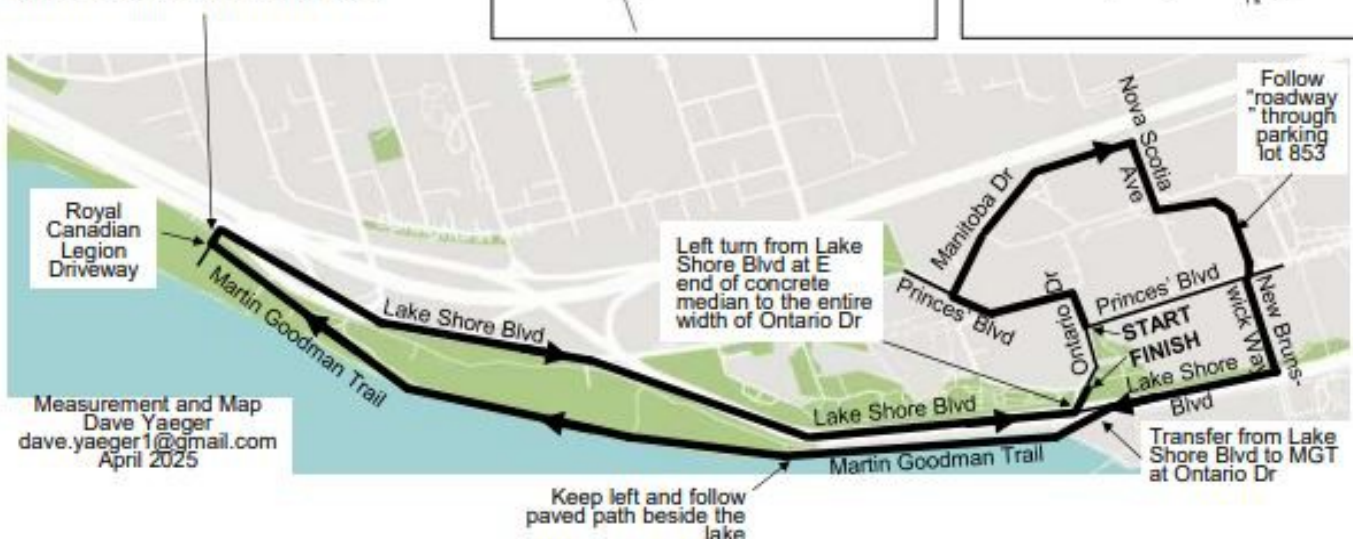 Nova Scotia
Ave
Follow
"roadway
" through
parking
lot 853
Manitoba Dr
Royal
Canadian
Legion
Driveway
Left turn from Lake
Shore Blvd at E
end of concrete
median to the entire
width of Ontario Dr
Princes' Blvd
Ontario Dr
Princes' Blvd
New Bruns-
wick Way
START
FINISH
Martin Goodman Trail
Lake Shore Blvd
Lake Shore Blvd
Lake Shore
Blvd
Martin Goodman Trail
Measurement and Map
Dave Yaeger
dave.yaeger1@gmail.com
April 2025
Transfer from Lake
Shore Blvd to MGT
at Ontario Dr
Keep left and follow
paved path beside the
lake